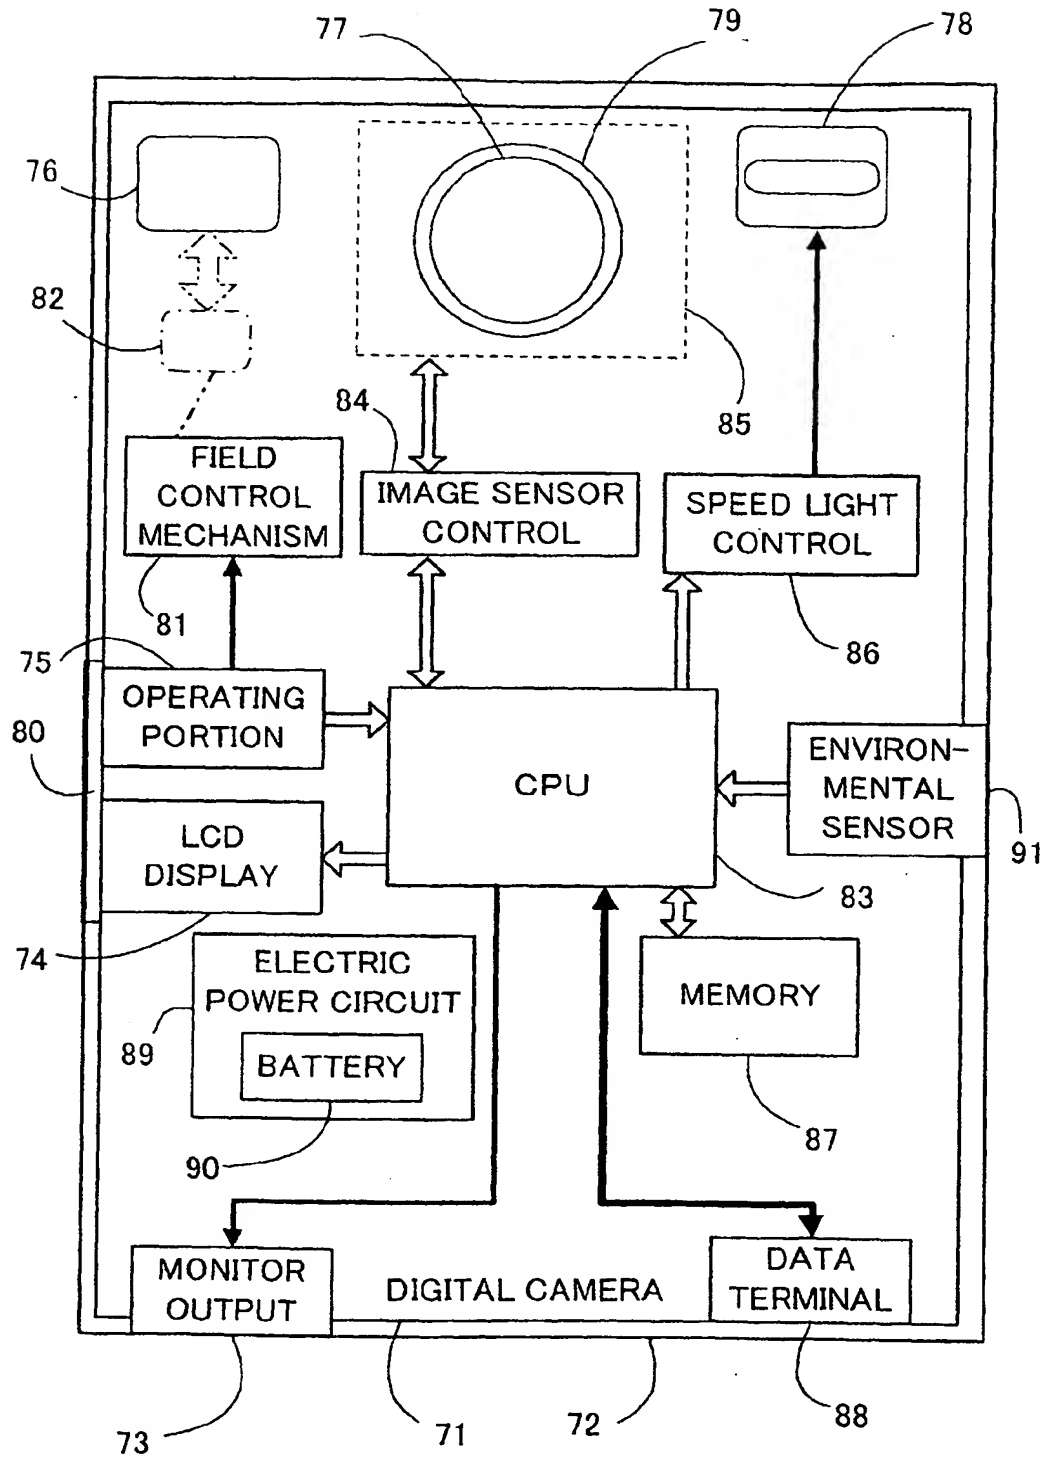 77
79
78
76
82
84
85
FIELD
CONTROL
MECHANISM
IMAGE SENSOR
CONTROL
SPEED LIGHT
CONTROL
81
86
75
OPERATING
PORTION
80
CPU
ENVIRON-
MENTAL
SENSOR
91
LCD
DISPLAY
83
74
ELECTRIC
POWER CIRCUIT
MEMORY
89
BATTERY
87
90
MONITOR
OUTPUT
DIGITAL CAMERA
DATA
TERMINAL
73
71
72
88